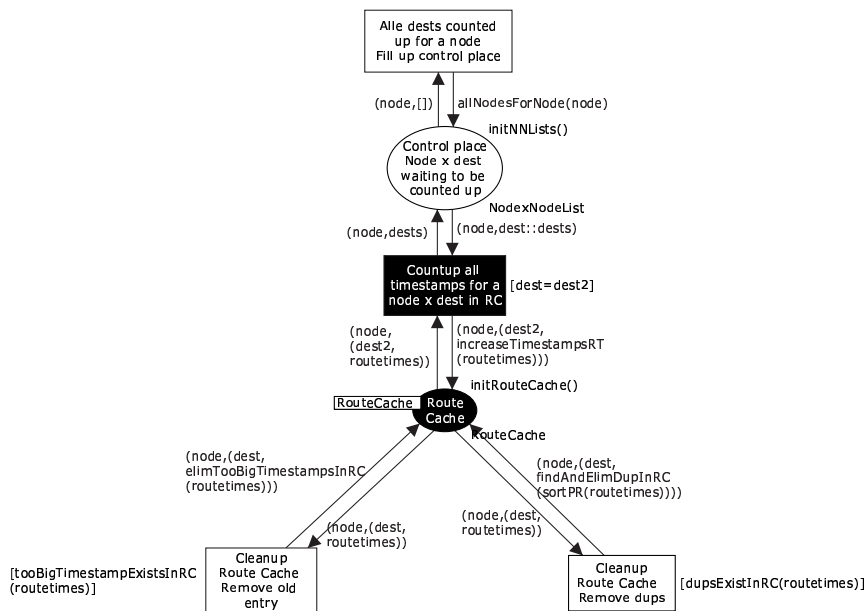 Alle dests counted
up for a node
Fill up control place
(node,[])
allNodesForNode(node)
initNNLists()
Control place
Node x dest
waiting to be
counted up
NodexNodeList
(node,dests)
(node,dest::dests)
Countup all
timestamps for a
node x dest in RC
[dest=dest2]
(node,
(dest2,
routetimes))
(node,(dest2,
increaseTimestampsRT
(routetimes)))
initRouteCache()
RouteCache
Route
Cache
RouteCache
(node,(dest,
elimTooBigTimestampsInRC
(routetimes)))
(node,(dest,
findAndElimDupInRC
(sortPR(routetimes))))
(node,(dest,
routetimes))
(node,(dest,
routetimes))
[tooBigTimestampExistsInRC
(routetimes)]
Cleanup
Route Cache
Remove old
entry
Cleanup
Route Cache
Remove dups
[dupsExistInRC(routetimes)]